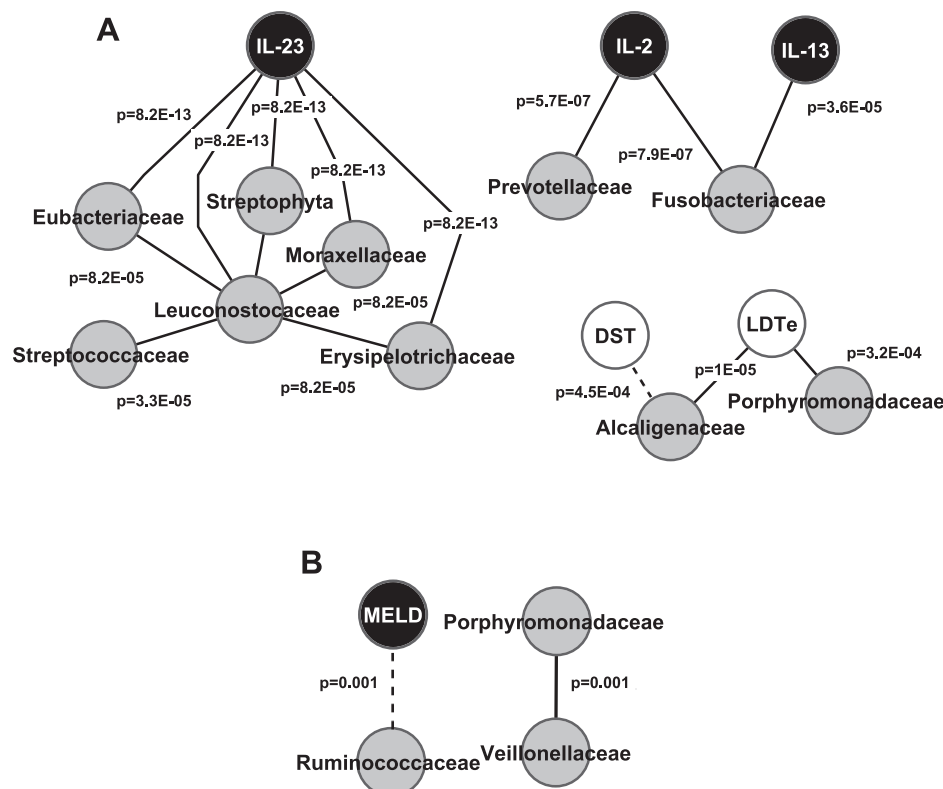 A
IL-23
IL-2
IL-13
p=8.2E-13
p=8.2E-13
p=8.2E-13
p=8.2E-13
p=8.2E-13
p=5.7E-07
p=7.9E-07
p=3.6E-05
Eubacteriaceae
Streptophyta
Moraxellaceae
Prevotellaceae
Fusobacteriaceae
p=8.2E-05
p=8.2E-05
Leuconostocaceae
Streptococcaceae
Erysipelotrichaceae
p=3.3E-05
p=8.2E-05
DST
LDTe
p=4.5E-04
p=1E-05
p=3.2E-04
Alcaligenaceae
Porphyromonadaceae
B
MELD
Porphyromonadaceae
p=0.001
p=0.001
Ruminococcaceae
Veillonellaceae